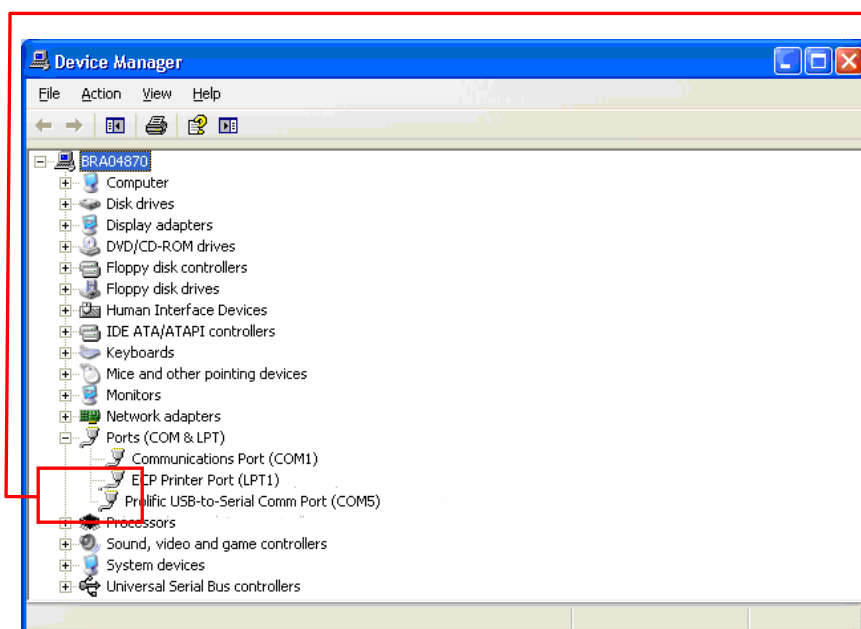 Device Manager
File Action View Help
BRA04870
Computer
Disk drives
Display adapters
DVD/CD-ROM drives
Floppy disk controllers
Floppy disk drives
Human Interface Devices
IDE ATA/ATAPI controllers
Keyboards
Mice and other pointing devices
Monitors
Network adapters
Ports (COM & LPT)
Communications Port (COM1)
ECP Printer Port (LPT1)
Prolific USB-to-Serial Comm Port (COM5)
Processors
Sound, video and game controllers
System devices
Universal Serial Bus controllers